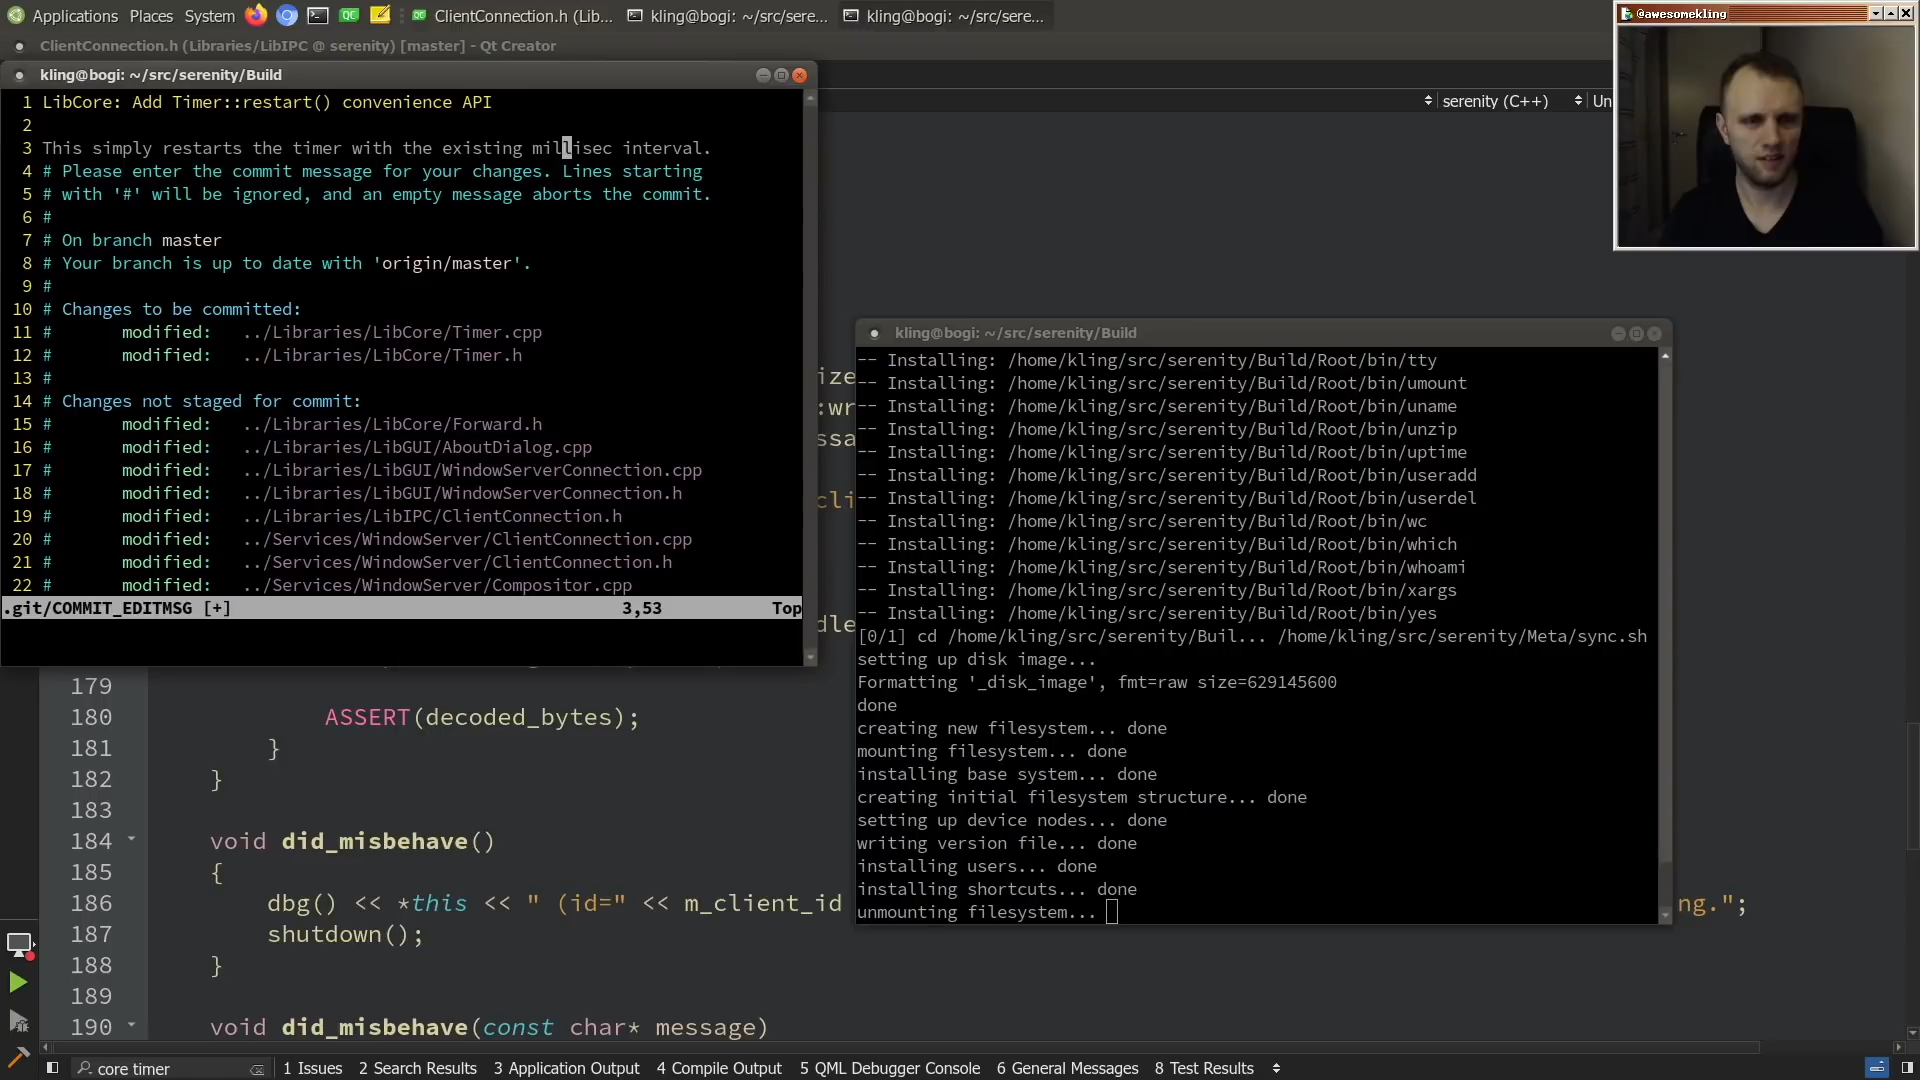 Applications Places System ClientConnection.h (Lib... kling@bogi: ~/src/sere... kling@bogi: ~/src/sere...
ClientConnection.h (Libraries/LibIPC @ serenity) [master] - Qt Creator
@awesomekling
kling@bogi: ~/src/serenity/Build
serenity (C++) Un
1 LibCore: Add Timer::restart() convenience API
2
3 This simply restarts the timer with the existing millisec interval.
4 # Please enter the commit message for your changes. Lines starting
5 # with '#' will be ignored, and an empty message aborts the commit.
6 #
7 # On branch master
8 # Your branch is up to date with 'origin/master'.
9 #
10 # Changes to be committed:
11 # modified: ../Libraries/LibCore/Timer.cpp
12 # modified: ../Libraries/LibCore/Timer.h
13 #
14 # Changes not staged for commit:
15 # modified: ../Libraries/LibCore/Forward.h
16 # modified: ../Libraries/LibGUI/AboutDialog.cpp
17 # modified: ../Libraries/LibGUI/WindowServerConnection.cpp
18 # modified: ../Libraries/LibGUI/WindowServerConnection.h
19 # modified: ../Libraries/LibIPC/ClientConnection.h
20 # modified: ../Services/WindowServer/ClientConnection.cpp
21 # modified: ../Services/WindowServer/ClientConnection.h
22 # modified: ../Services/WindowServer/Compositor.cpp
.git/COMMIT_EDITMSG [+] 3,53 Top
ize
:wr
ssa
cli
dle
kling@bogi: ~/src/serenity/Build
-- Installing: /home/kling/src/serenity/Build/Root/bin/tty
-- Installing: /home/kling/src/serenity/Build/Root/bin/umount
-- Installing: /home/kling/src/serenity/Build/Root/bin/uname
-- Installing: /home/kling/src/serenity/Build/Root/bin/unzip
-- Installing: /home/kling/src/serenity/Build/Root/bin/uptime
-- Installing: /home/kling/src/serenity/Build/Root/bin/useradd
-- Installing: /home/kling/src/serenity/Build/Root/bin/userdel
-- Installing: /home/kling/src/serenity/Build/Root/bin/wc
-- Installing: /home/kling/src/serenity/Build/Root/bin/which
-- Installing: /home/kling/src/serenity/Build/Root/bin/whoami
-- Installing: /home/kling/src/serenity/Build/Root/bin/xargs
-- Installing: /home/kling/src/serenity/Build/Root/bin/yes
[0/1] cd /home/kling/src/serenity/Buil... /home/kling/src/serenity/Meta/sync.sh
setting up disk image...
Formatting '_disk_image', fmt=raw size=629145600
done
creating new filesystem... done
mounting filesystem... done
installing base system... done
creating initial filesystem structure... done
setting up device nodes... done
writing version file... done
installing users... done
installing shortcuts... done
unmounting filesystem...
179
180 ASSERT(decoded_bytes);
181 }
182 }
183
184 void did_misbehave()
185 {
186 dbg() << *this << " (id=" << m_client_id ng.";
187 shutdown();
188 }
189
190 void did_misbehave(const char* message)
core timer 1 Issues 2 Search Results 3 Application Output 4 Compile Output 5 QML Debugger Console 6 General Messages 8 Test Results